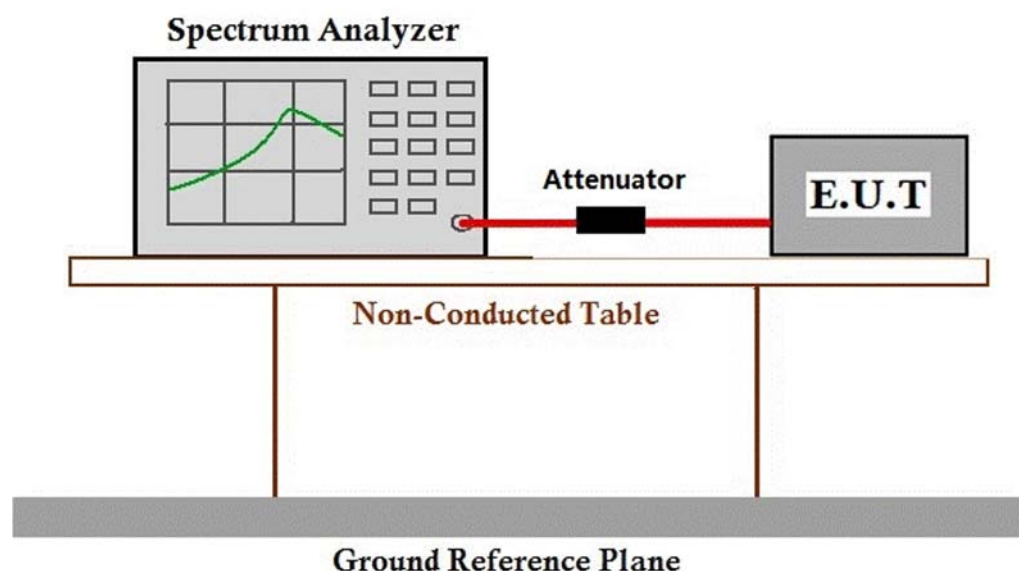 Spectrum Analyzer
Attenuator
E.U.T
Non-Conducted Table
Ground Reference Plane